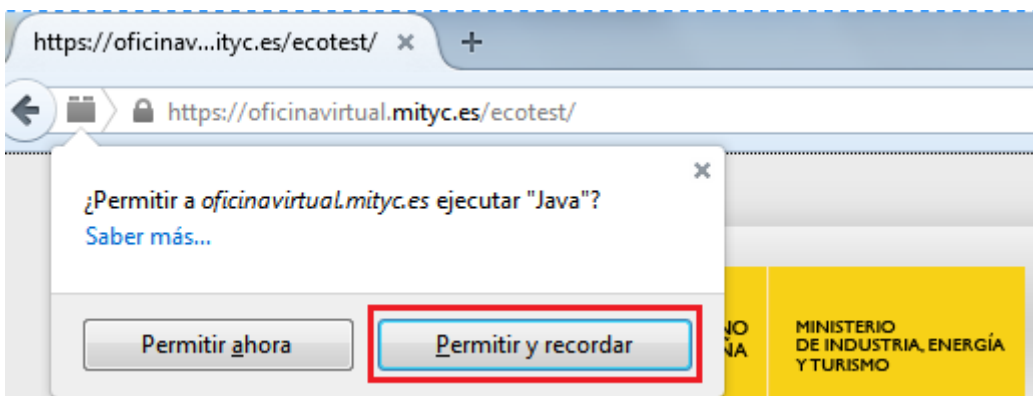 https://oficinav...ityc.es/ecotest/
https://oficinavirtual.mityc.es/ecotest/
¿Permitir a oficinavirtual.mityc.es ejecutar "Java"?
Saber más...
Permitir ahora
Permitir y recordar
MINISTERIO
DE INDUSTRIA, ENERGÍA
Y TURISMO